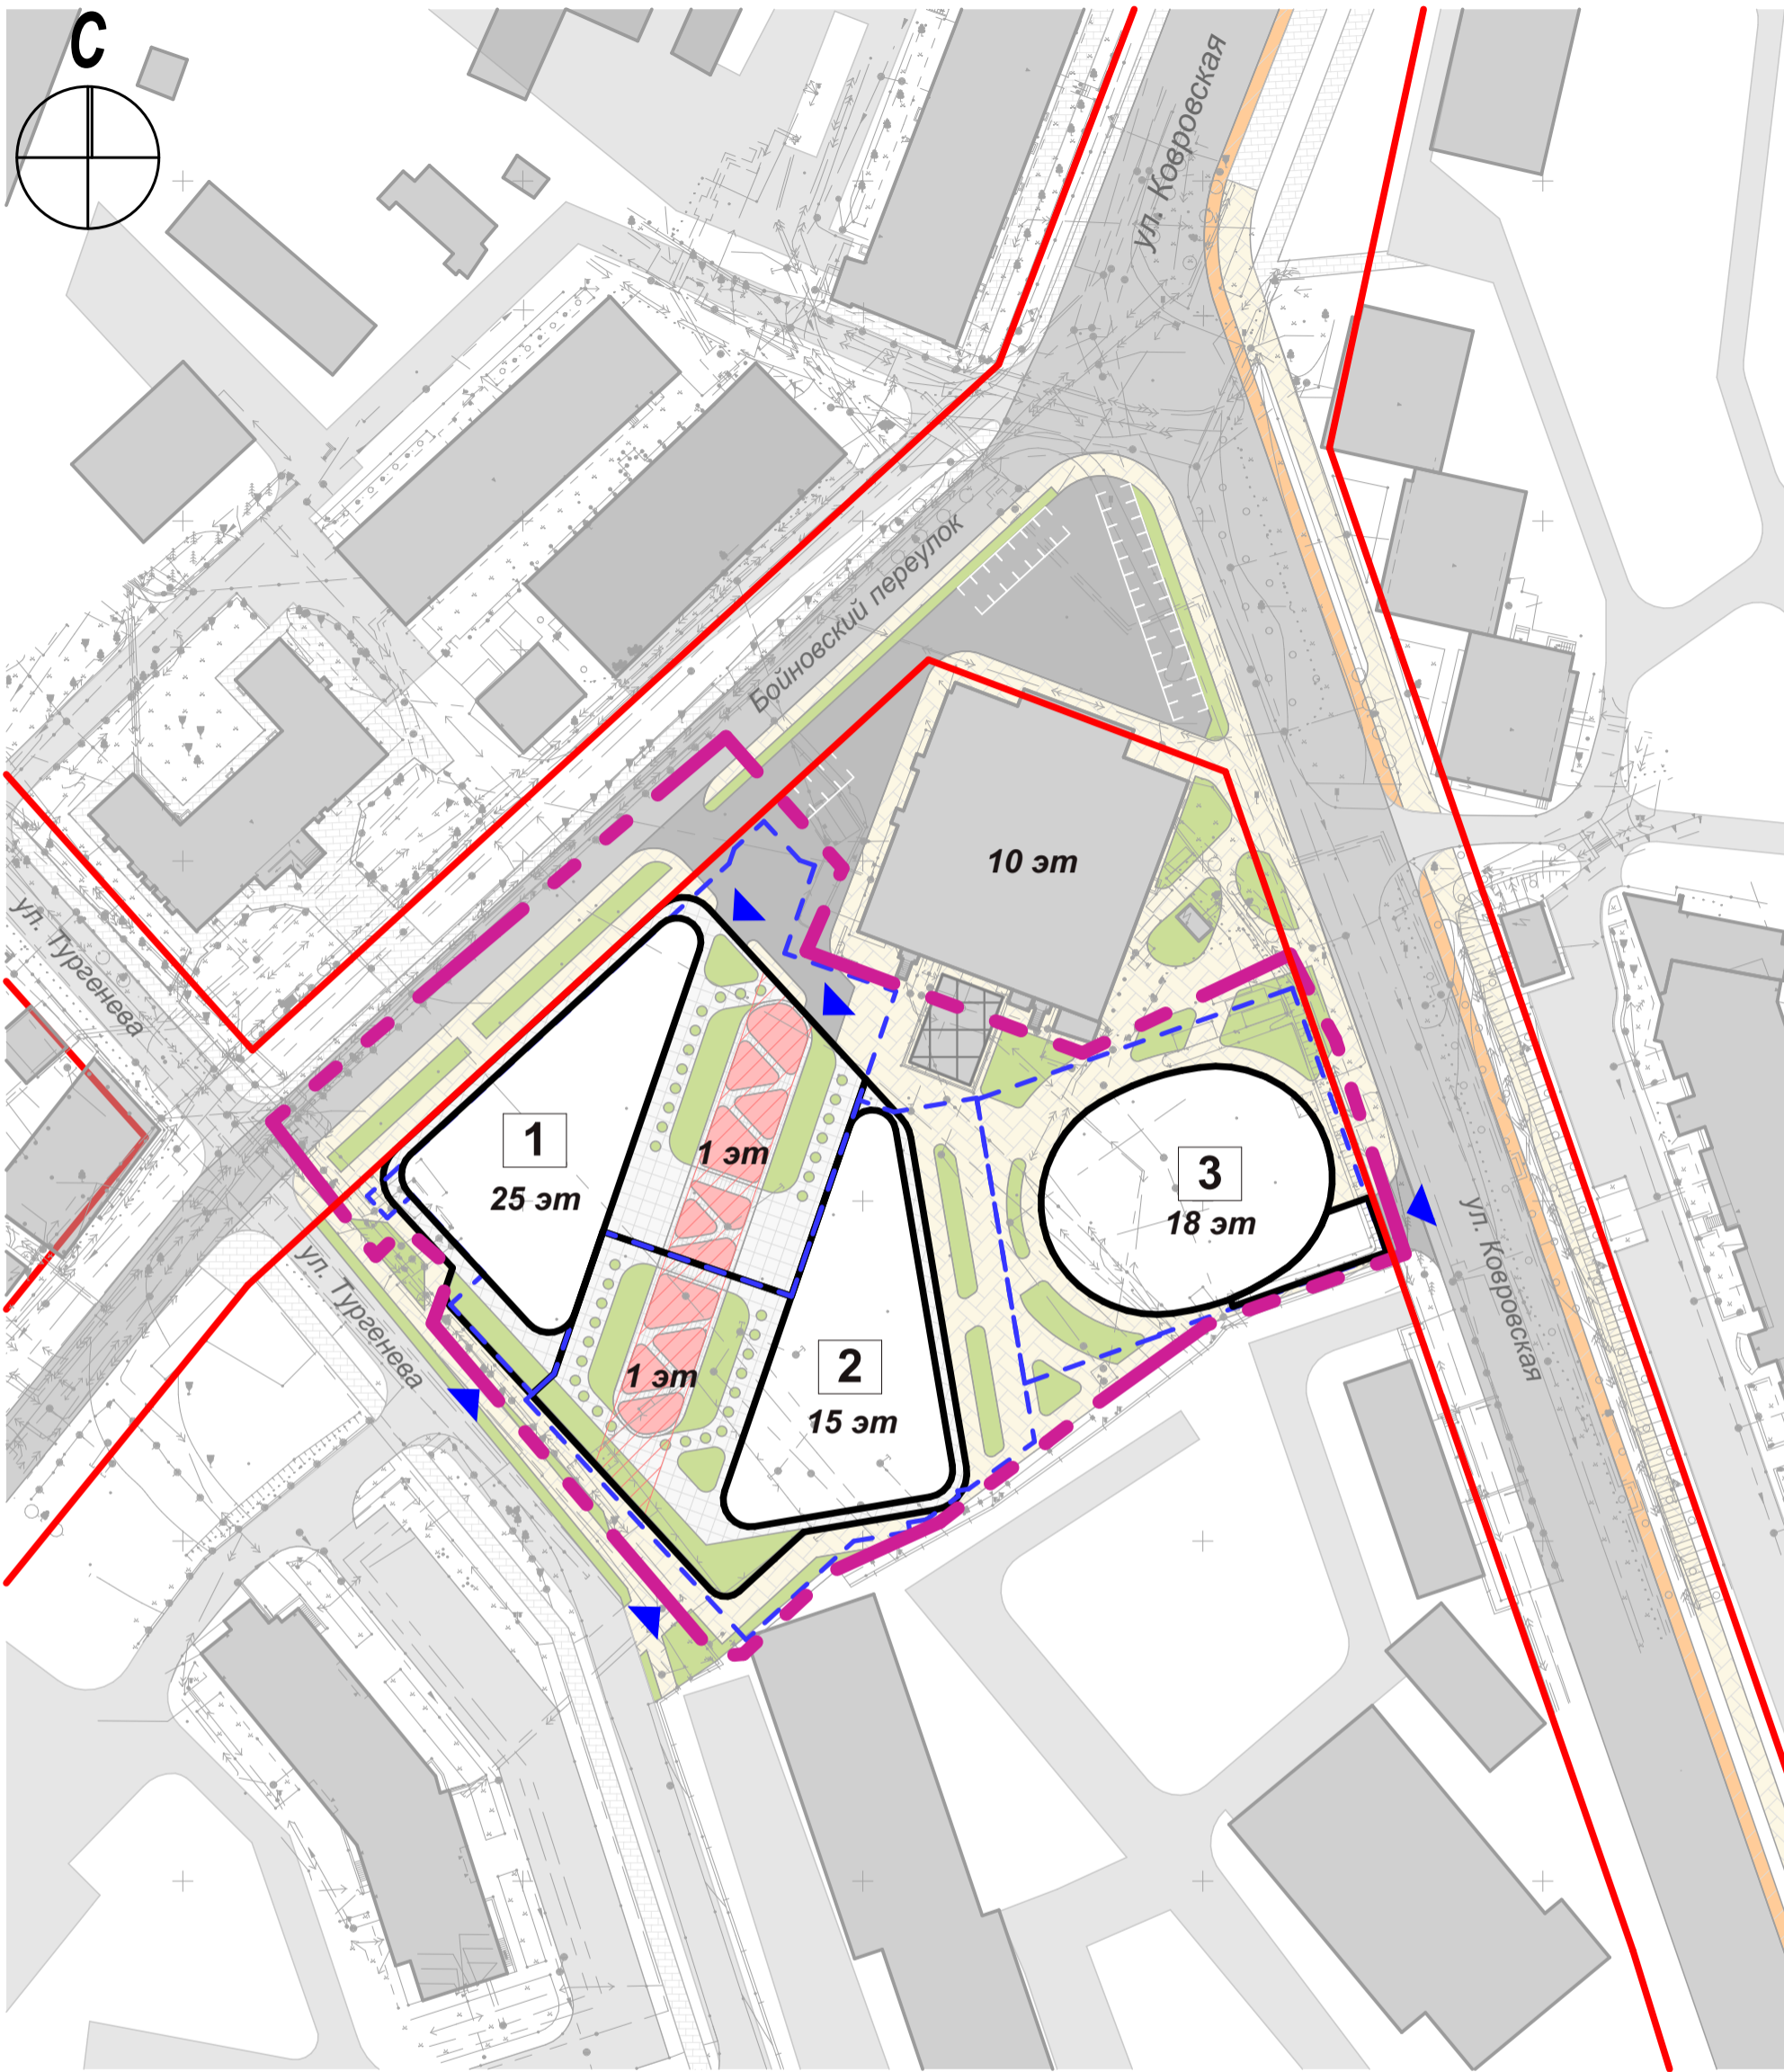 С
ул. Ковровская
Бойновский переулок
10 эт
ул. Тургенева
1
25 эт
1 эт
3
18 эт
ул. Тургенева
ул. Ковровская
1 эт
2
15 эт